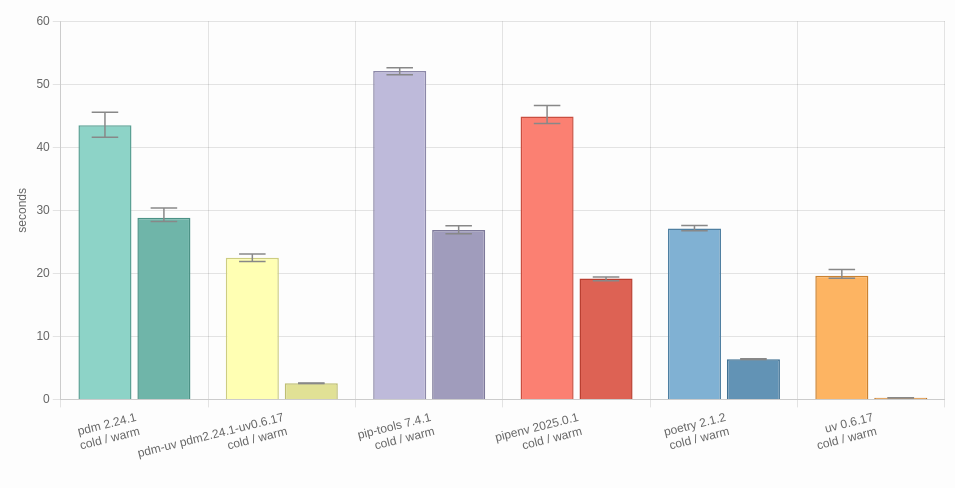 60
50
40
30
20
10
0
seconds
pdm 2.24.1
cold / warm
pdm-uv pdm2.24.1-uv0.6.17
cold / warm
pip-tools 7.4.1
cold / warm
pipenv 2025.0.1
cold / warm
poetry 2.1.2
cold / warm
uv 0.6.17
cold / warm